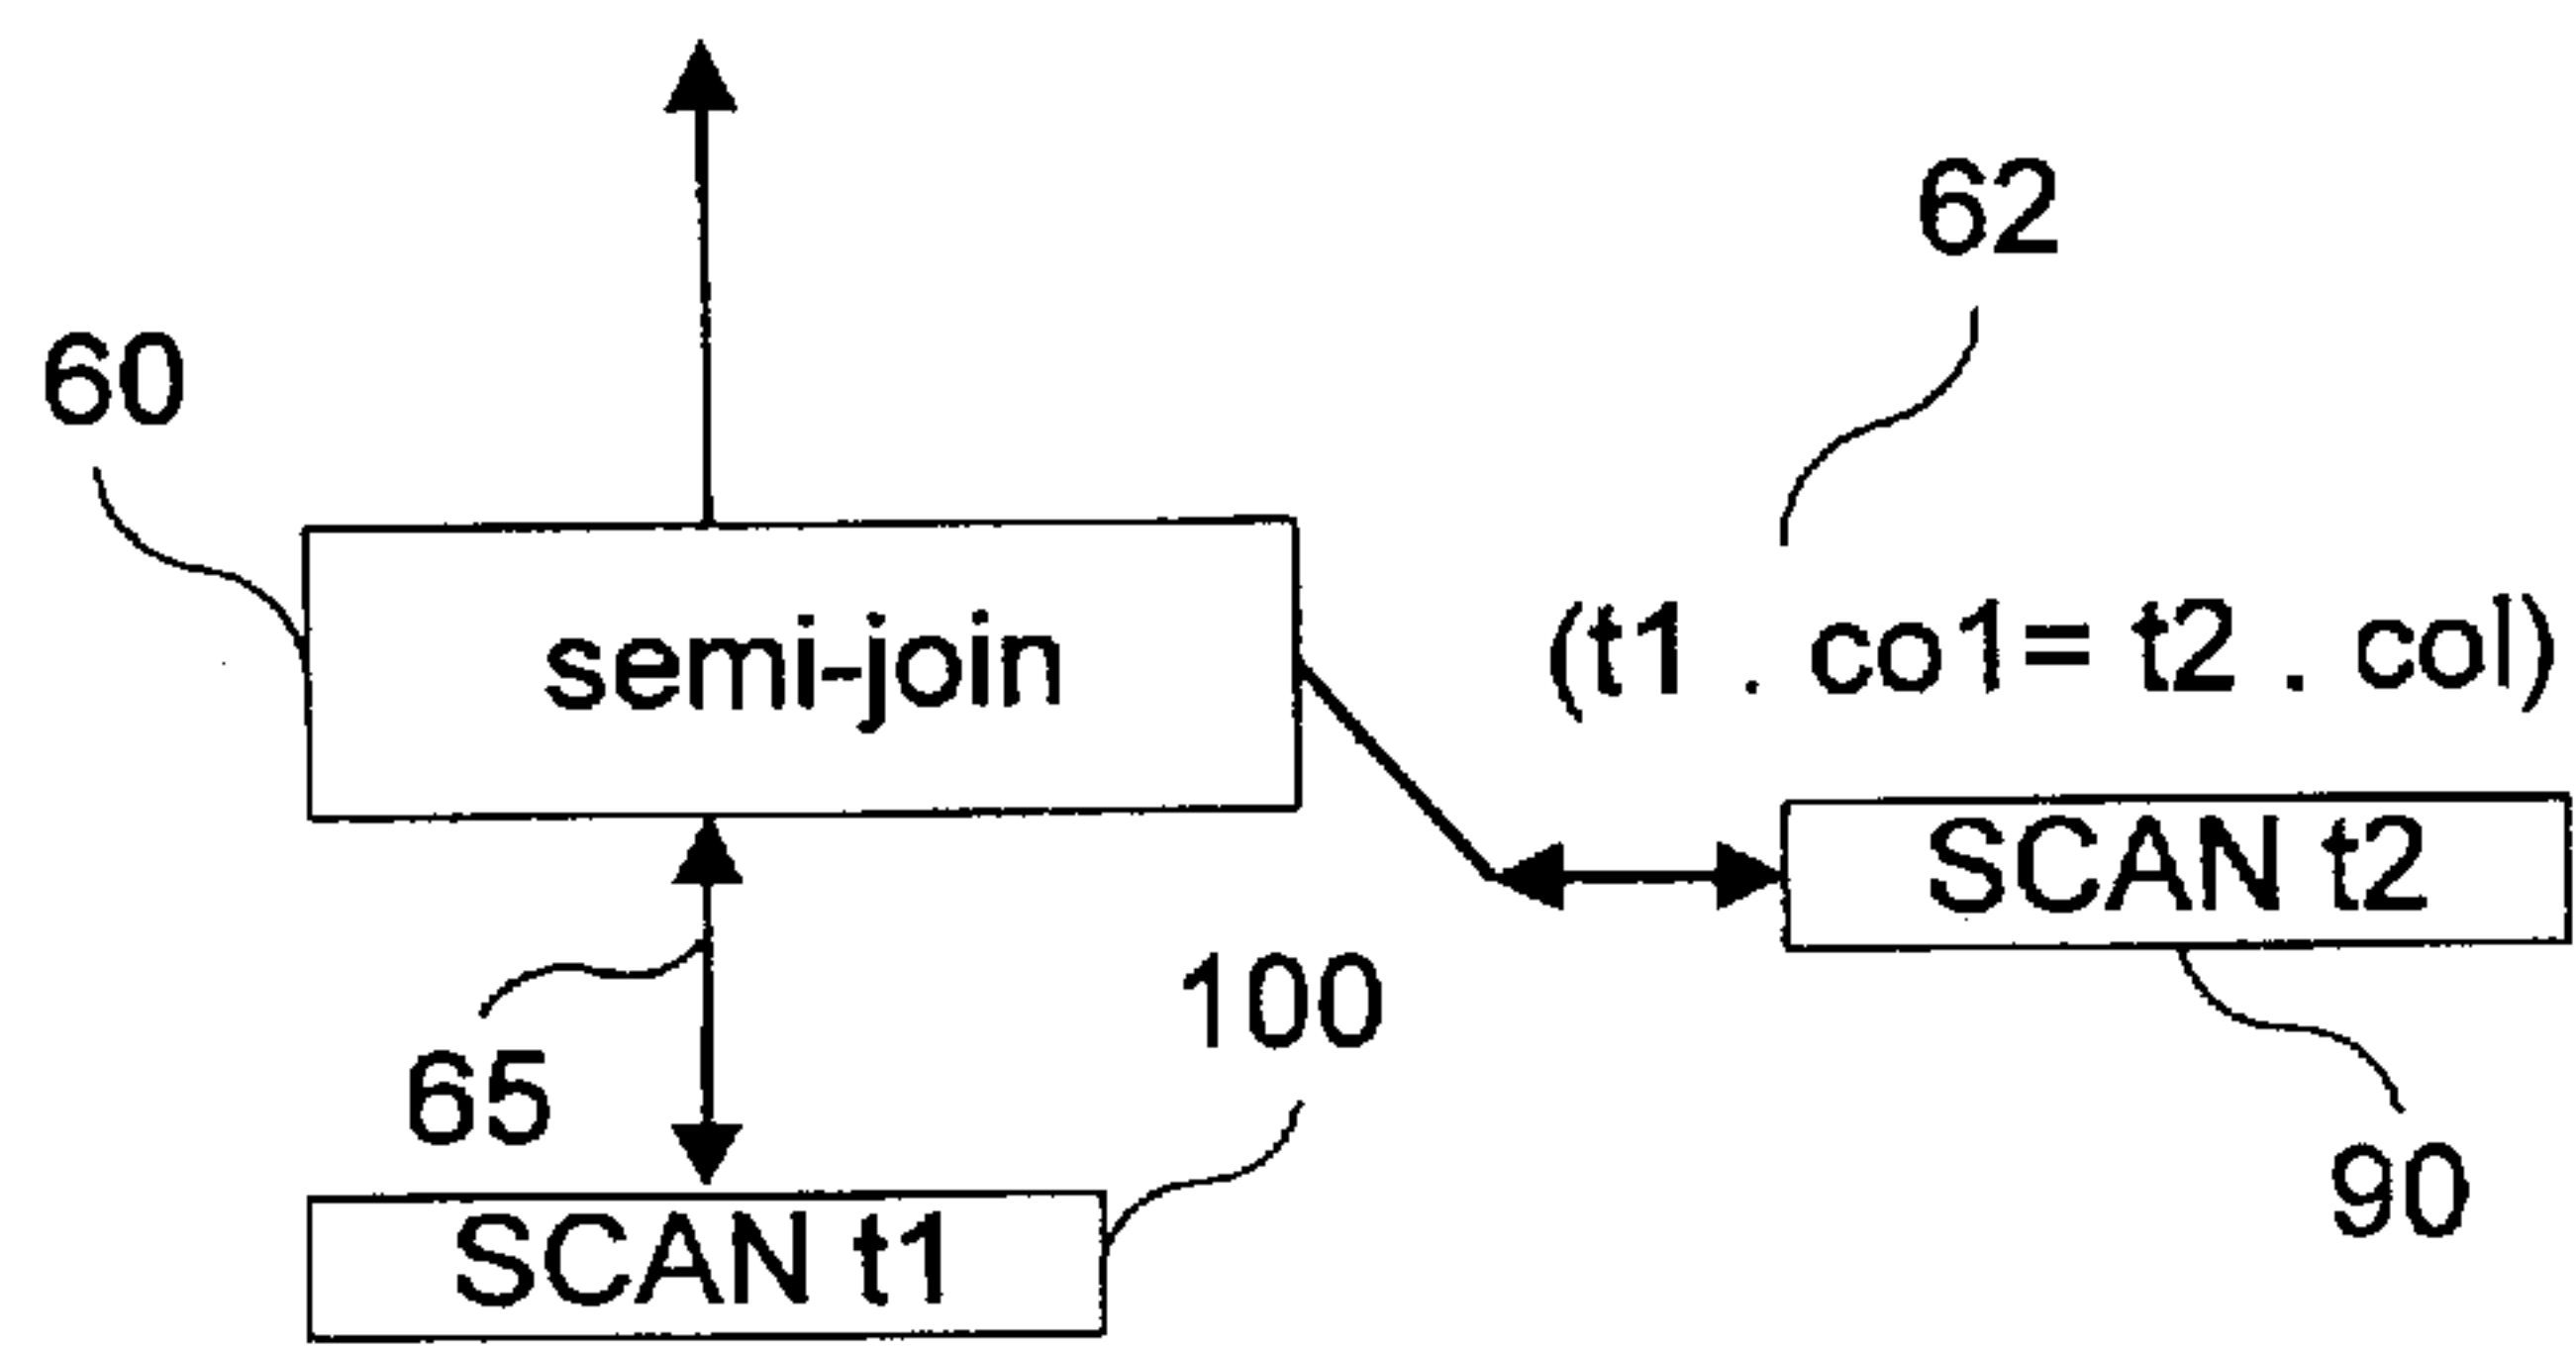 62
60
semi-join
(t1 . co1= t2 . col)
SCAN t2
100
65
90
SCAN t1